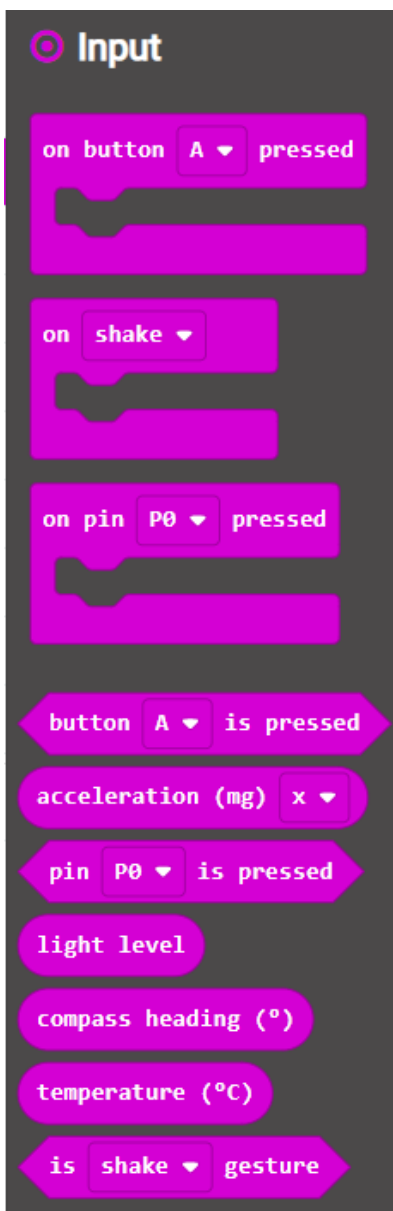 Input
on button A pressed
on shake
on pin P0 pressed
button A is pressed
acceleration (mg) x
pin P0 is pressed
light level
compass heading (º)
temperature (ºC)
is shake gesture